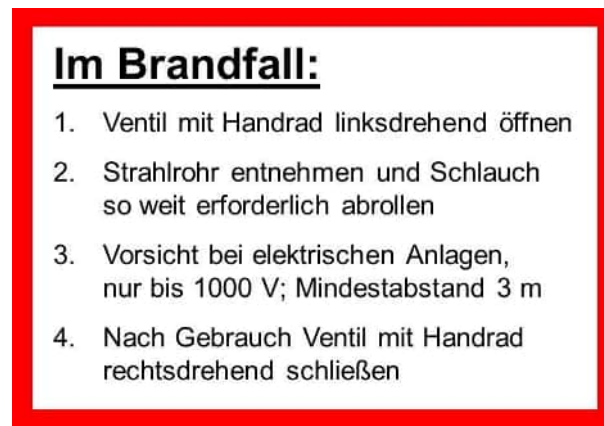 Im Brandfall:
1. Ventil mit Handrad linksdrehend öffnen
2. Strahlrohr entnehmen und Schlauch
so weit erforderlich abrollen
3. Vorsicht bei elektrischen Anlagen,
nur bis 1000 V; Mindestabstand 3 m
4. Nach Gebrauch Ventil mit Handrad
rechtsdrehend schließen